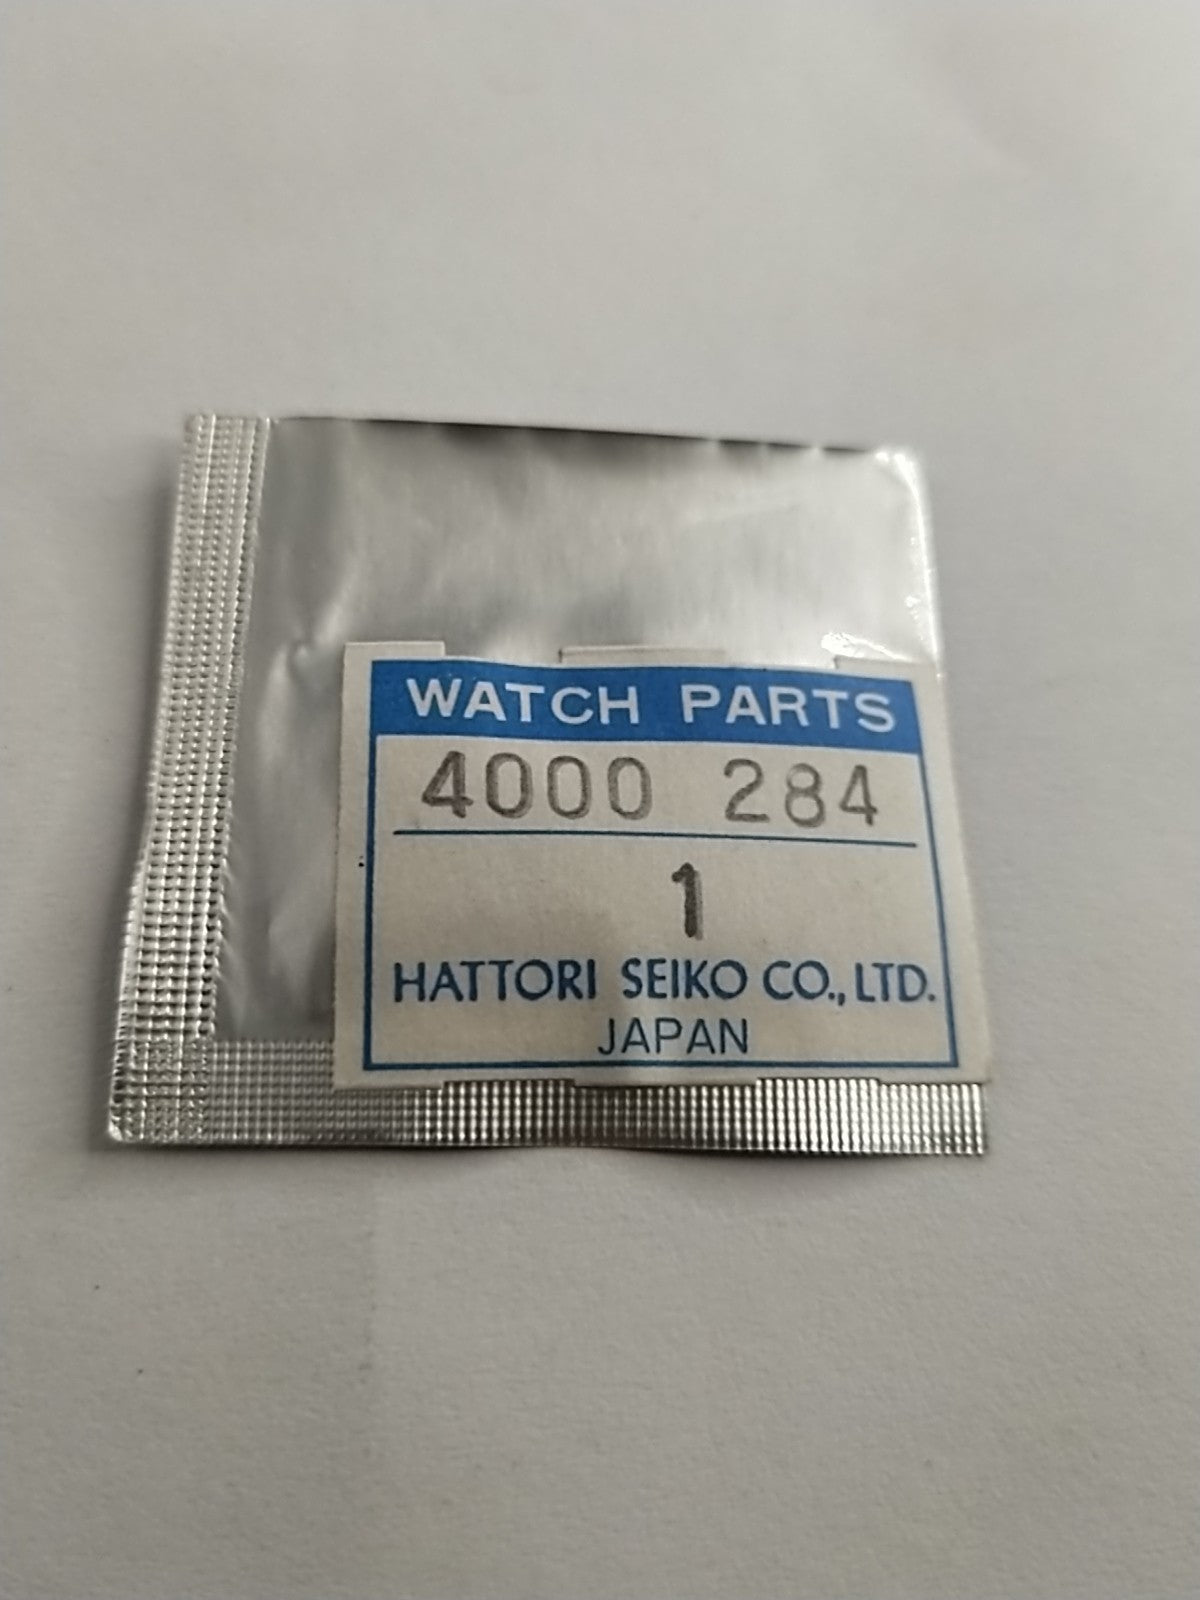 WATCH PARTS
4000 284
1
HATTORI SEIKO CO., LTD.
JAPAN